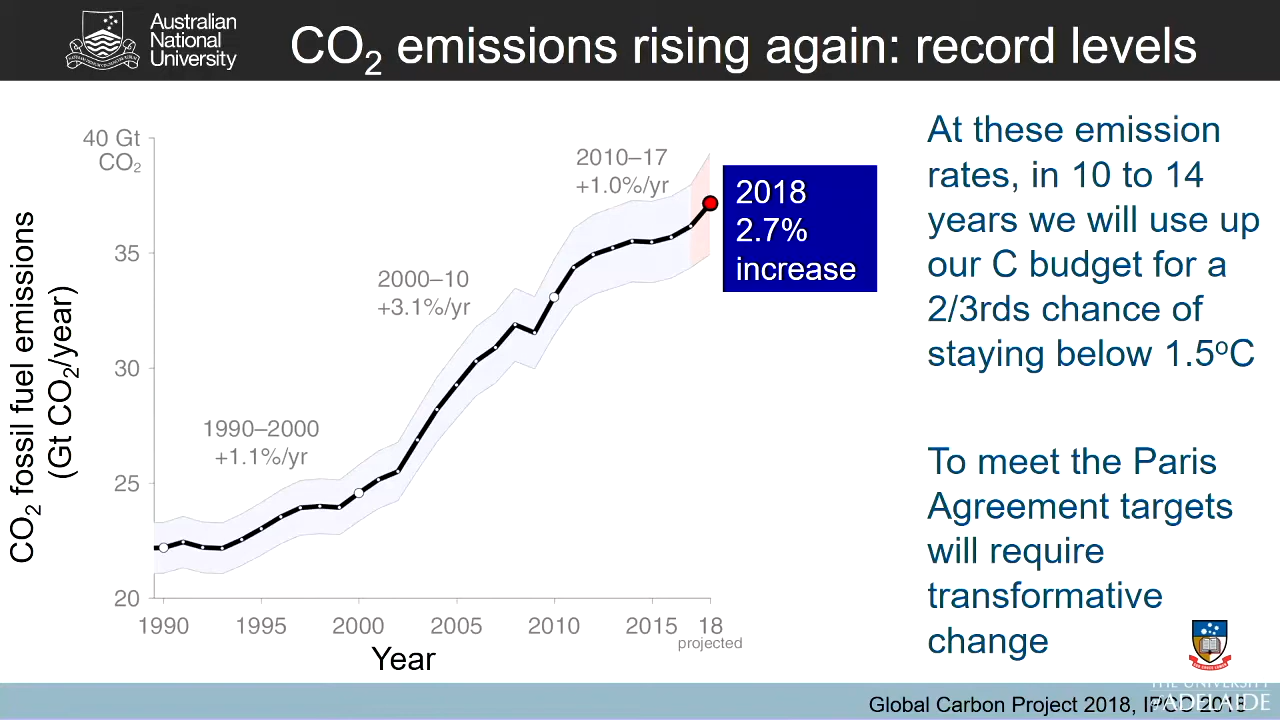 Australian
National
University
CO₂ emissions rising again: record levels
40 Gt
CO₂
35
30
25
20
CO₂ fossil fuel emissions
(Gt CO₂/year)
1990–2000
+1.1%/yr
2000–10
+3.1%/yr
2010–17
+1.0%/yr
2018
2.7%
increase
1990 1995 2000 2005 2010 2015 18
projected
Year
At these emission
rates, in 10 to 14
years we will use up
our C budget for a
2/3rds chance of
staying below 1.5ºC
To meet the Paris
Agreement targets
will require
transformative
change
THE UNIVERSITY
of ADELAIDE
Global Carbon Project 2018,